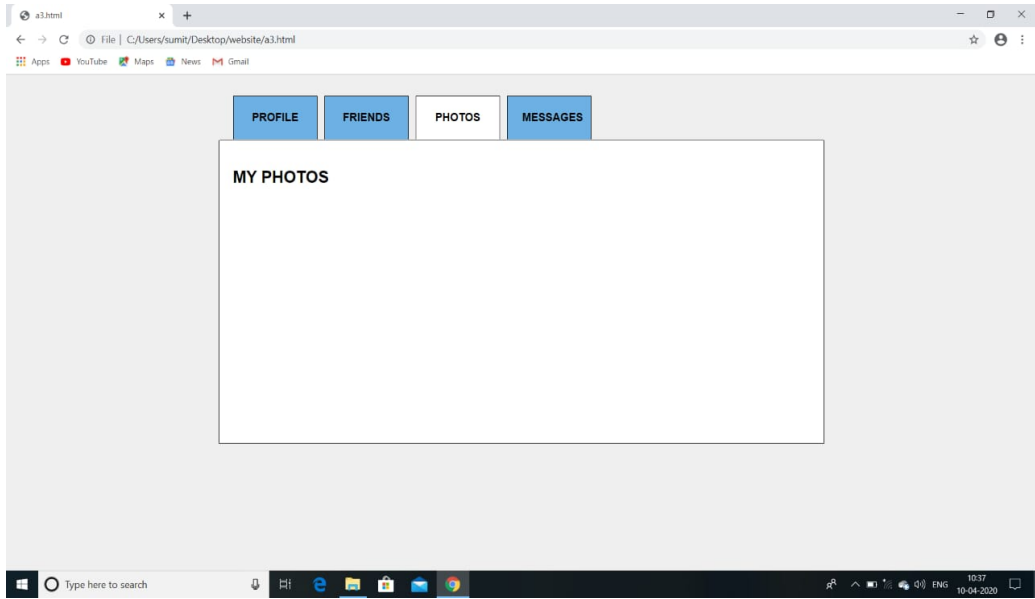 a3.html
File | C:/Users/sumit/Desktop/website/a3.html
Apps YouTube Maps News Gmail
PROFILE FRIENDS PHOTOS MESSAGES
MY PHOTOS
Type here to search
ENG 10:37
10-04-2020